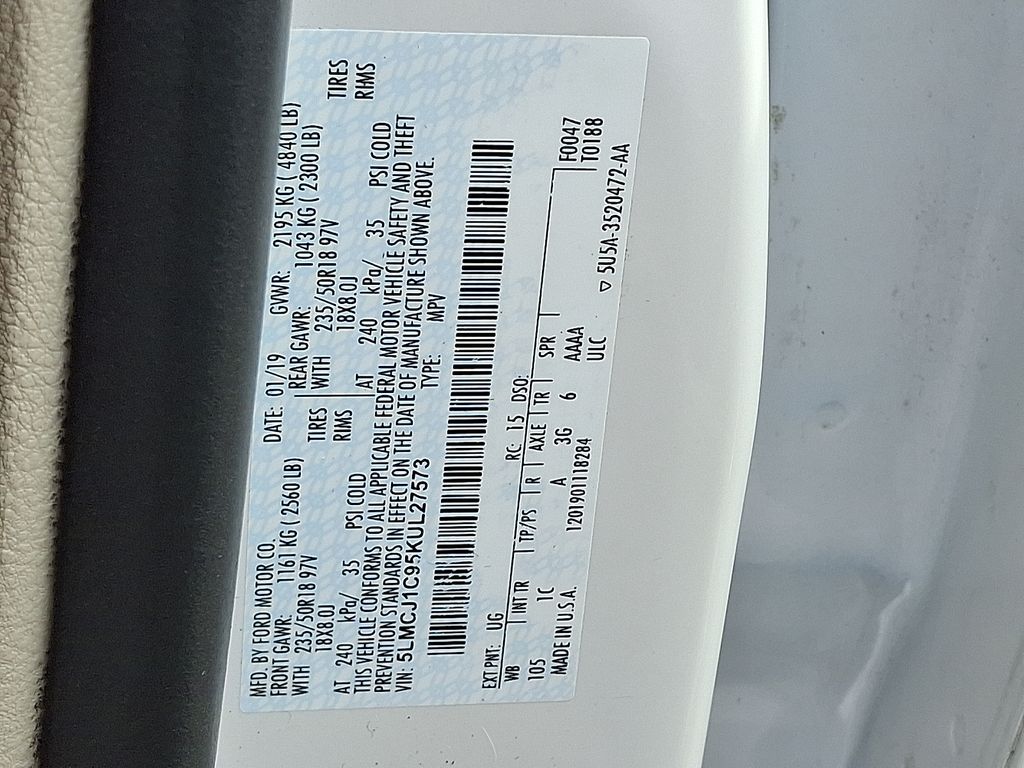 MFD. BY FORD MOTOR CO. DATE: 01/19 GVWR: 2195 KG ( 4840 LB)
FRONT GAWR: 1161 KG ( 2560 LB) REAR GAWR: 1043 KG ( 2300 LB)
WITH 235/50R18 97V TIRES WITH 235/50R18 97V TIRES
18X8.0J RIMS 18X8.0J RIMS
AT 240 kPa/ 35 PSI COLD AT 240 kPa/ 35 PSI COLD
THIS VEHICLE CONFORMS TO ALL APPLICABLE FEDERAL MOTOR VEHICLE SAFETY AND THEFT
PREVENTION STANDARDS IN EFFECT ON THE DATE OF MANUFACTURE SHOWN ABOVE.
VIN: 5LMCJ1C95KUL27573 TYPE: MPV
EXT PNT: UG RC: 15 DSO:
WB INT TR TP/PS R AXLE TR SPR F0047
105 1C A 3G 6 AAAA T0188
MADE IN U.S.A. 1201901118284 ULC
▽ 5U5A-3520472-AA